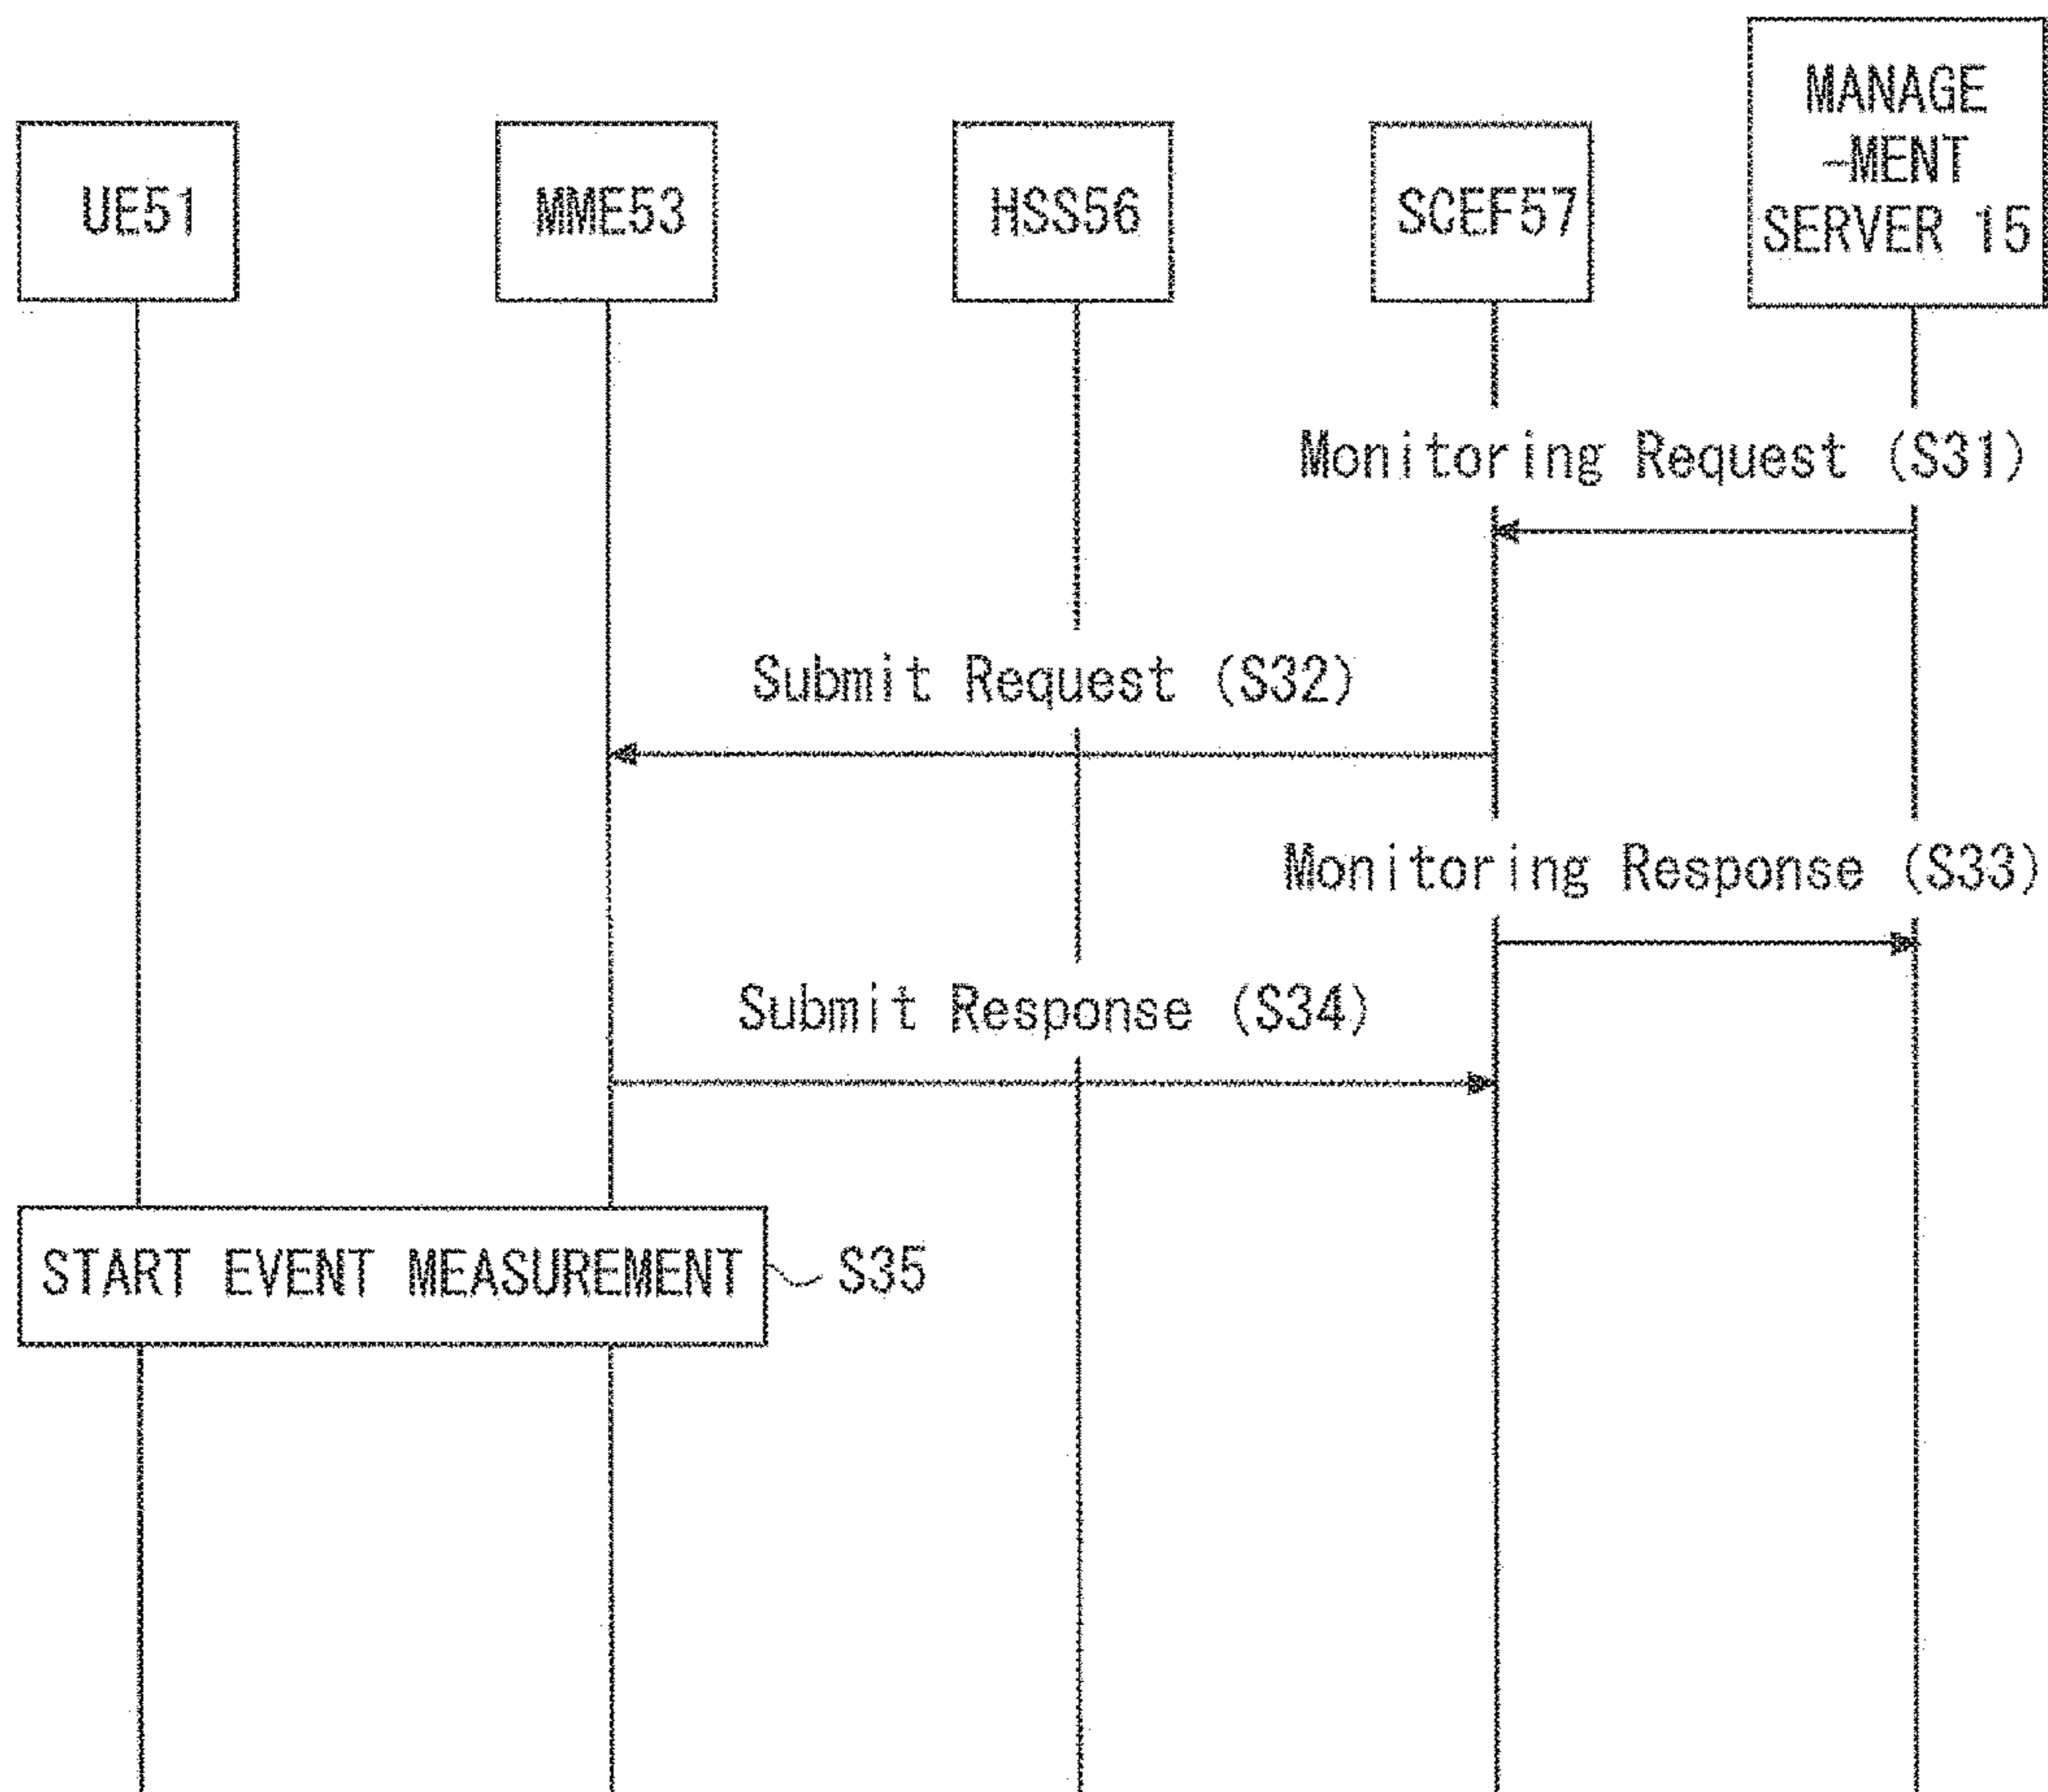 MANAGE
-MENT
SERVER 15
UE51
MME53
HSS56
SCEF57
Monitoring Request (S31)
Submit Request (S32)
Monitoring Response (S33)
Submit Response (S34)
START EVENT MEASUREMENT
S35